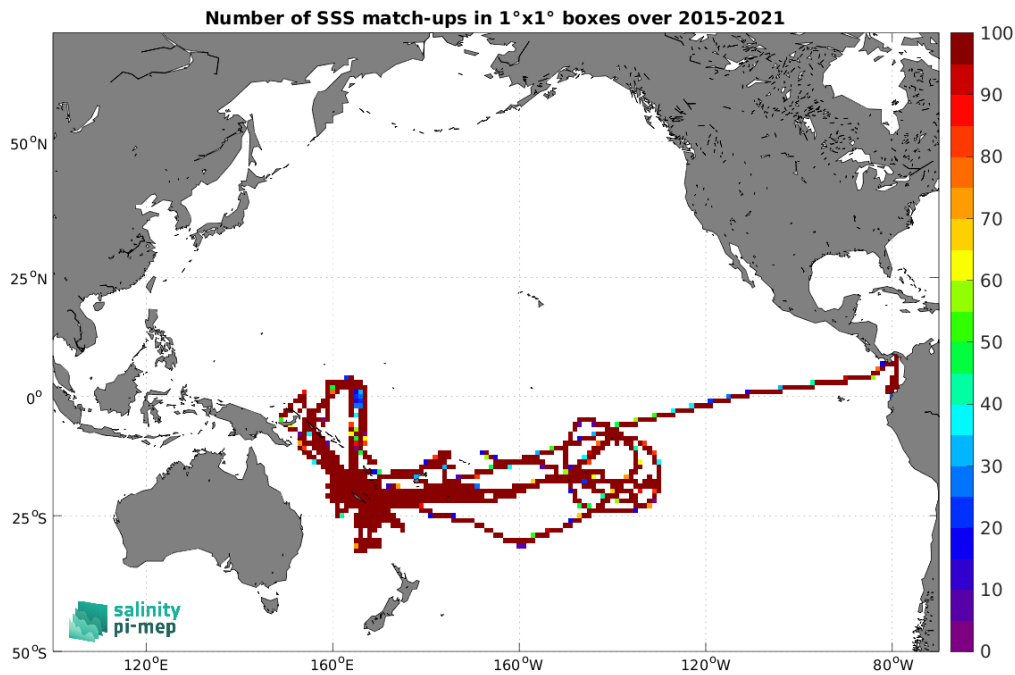 Number of SSS match-ups in 1°x1° boxes over 2015-2021
100
90
80
70
60
50
40
30
20
10
0
50°N
25°N
0°
25°S
50°S
120°E
160°E
160°W
120°W
80°W
salinity
pi-mep